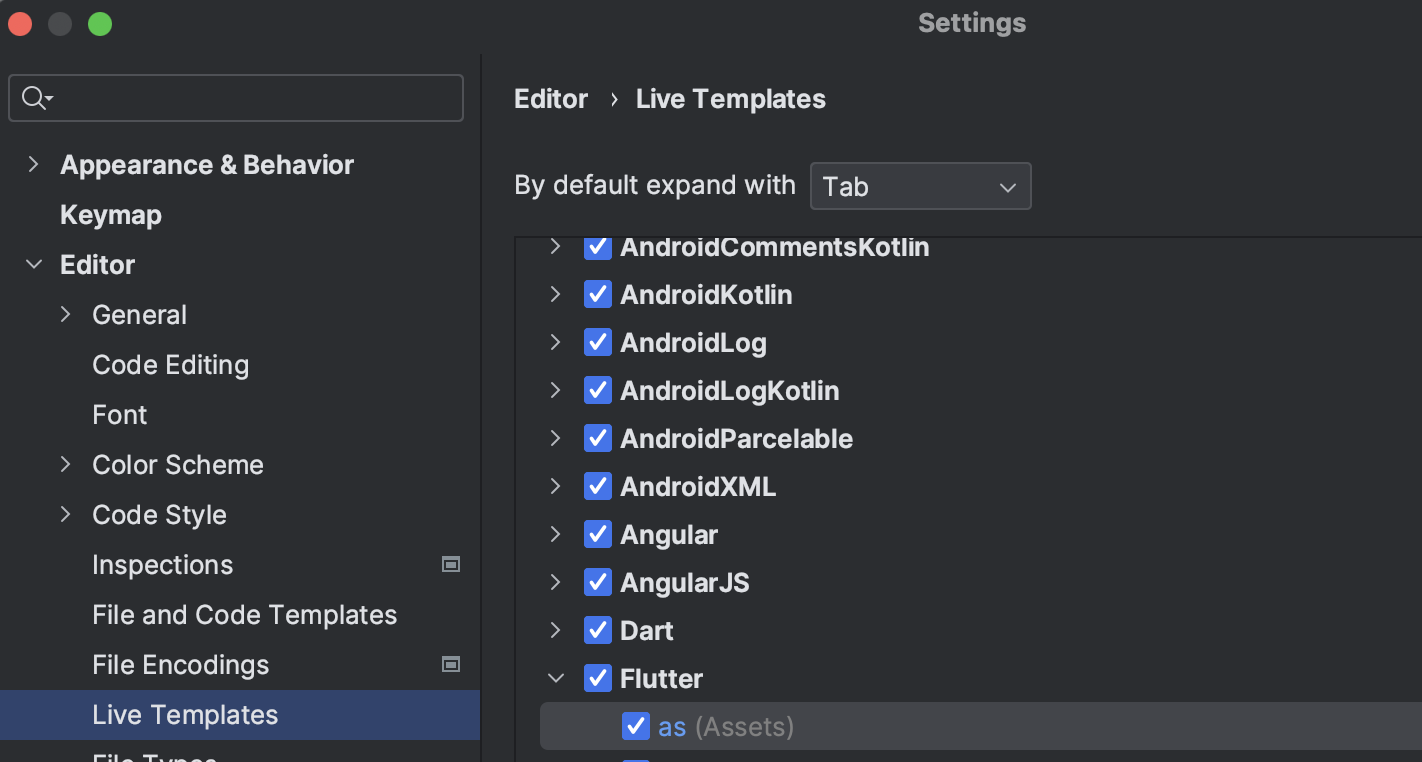 Settings
Appearance & Behavior
Keymap
Editor
General
Code Editing
Font
Color Scheme
Code Style
Inspections
File and Code Templates
File Encodings
Live Templates
File Types
Editor › Live Templates
By default expand with Tab
AndroidCommentsKotlin
AndroidKotlin
AndroidLog
AndroidLogKotlin
AndroidParcelable
AndroidXML
Angular
AngularJS
Dart
Flutter
as (Assets)